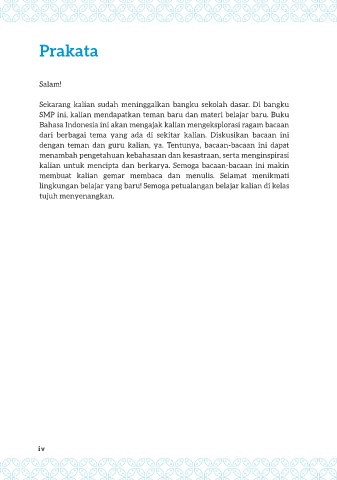 Prakata
Salam!
Sekarang kalian sudah meninggalkan bangku sekolah dasar. Di bangku
SMP ini, kalian mendapatkan teman baru dan materi belajar baru. Buku
Bahasa Indonesia ini akan mengajak kalian mengeksplorasi ragam bacaan
dari berbagai tema yang ada di sekitar kalian. Diskusikan bacaan ini
dengan teman dan guru kalian, ya. Tentunya, bacaan-bacaan ini dapat
menambah pengetahuan kebahasaan dan kesastraan, serta menginspirasi
kalian untuk mencipta dan berkarya. Semoga bacaan-bacaan ini makin
membuat kalian gemar membaca dan menulis. Selamat menikmati
lingkungan belajar yang baru! Semoga petualangan belajar kalian di kelas
tujuh menyenangkan.
iv